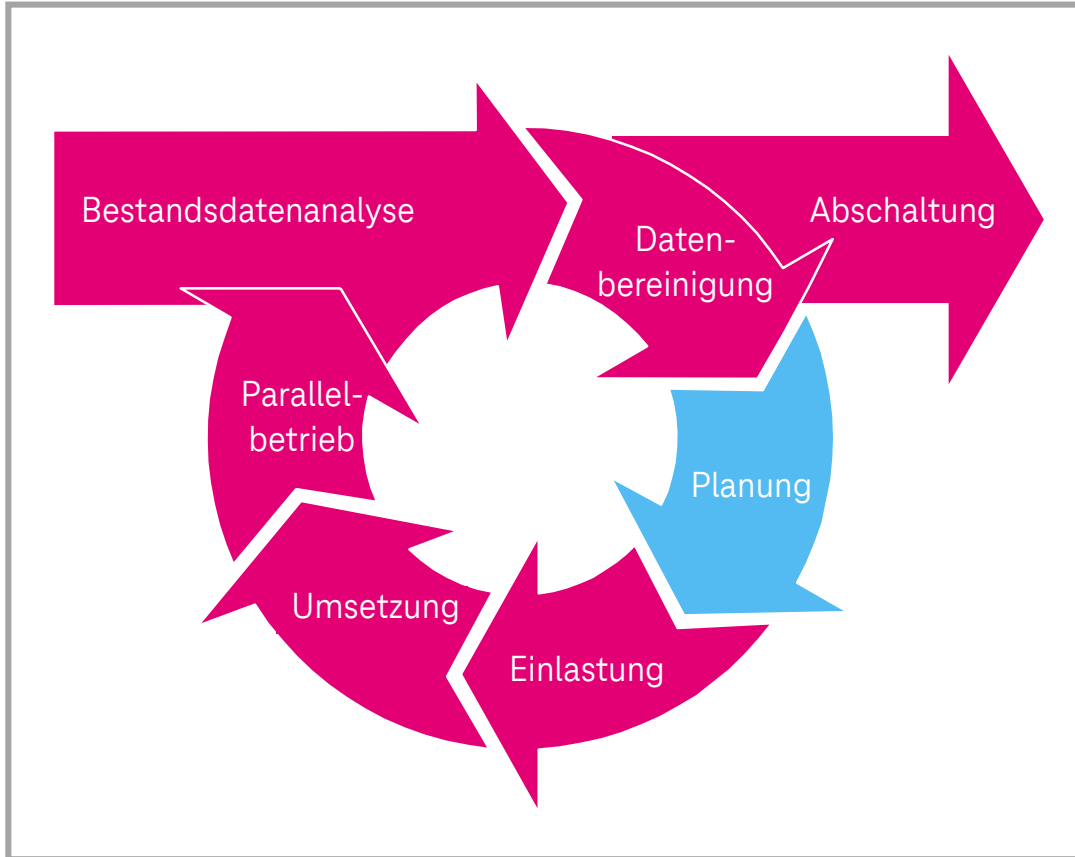 Bestandsdatenanalyse
Abschaltung
Daten-
bereinigung
Planung
Einlastung
Umsetzung
Parallel-
betrieb